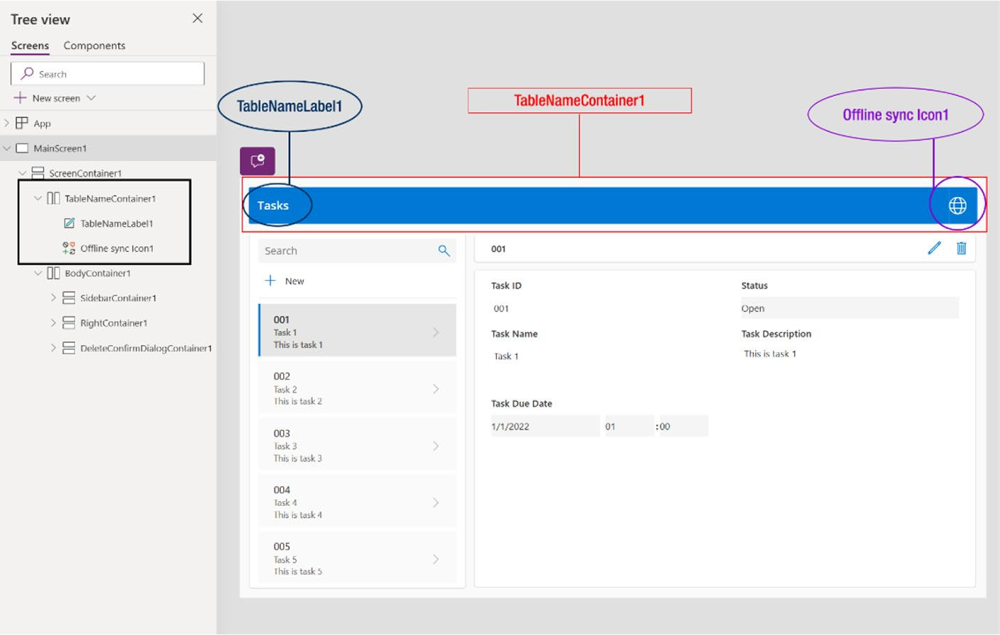 Tree view
Screens Components
Search
New screen
App
MainScreen1
ScreenContainer1
TableNameContainer1
TableNameLabel1
Offline sync Icon1
BodyContainer1
SidebarContainer1
RightContainer1
DeleteConfirmDialogContainer1
TableNameLabel1
TableNameContainer1
Offline sync Icon1
Tasks
Search
New
001
Task 1
This is task 1
002
Task 2
This is task 2
003
Task 3
This is task 3
004
Task 4
This is task 4
005
Task 5
This is task 5
001
Task ID
Status
001
Open
Task Name
Task Description
Task 1
This is task 1
Task Due Date
1/1/2022 01 :00